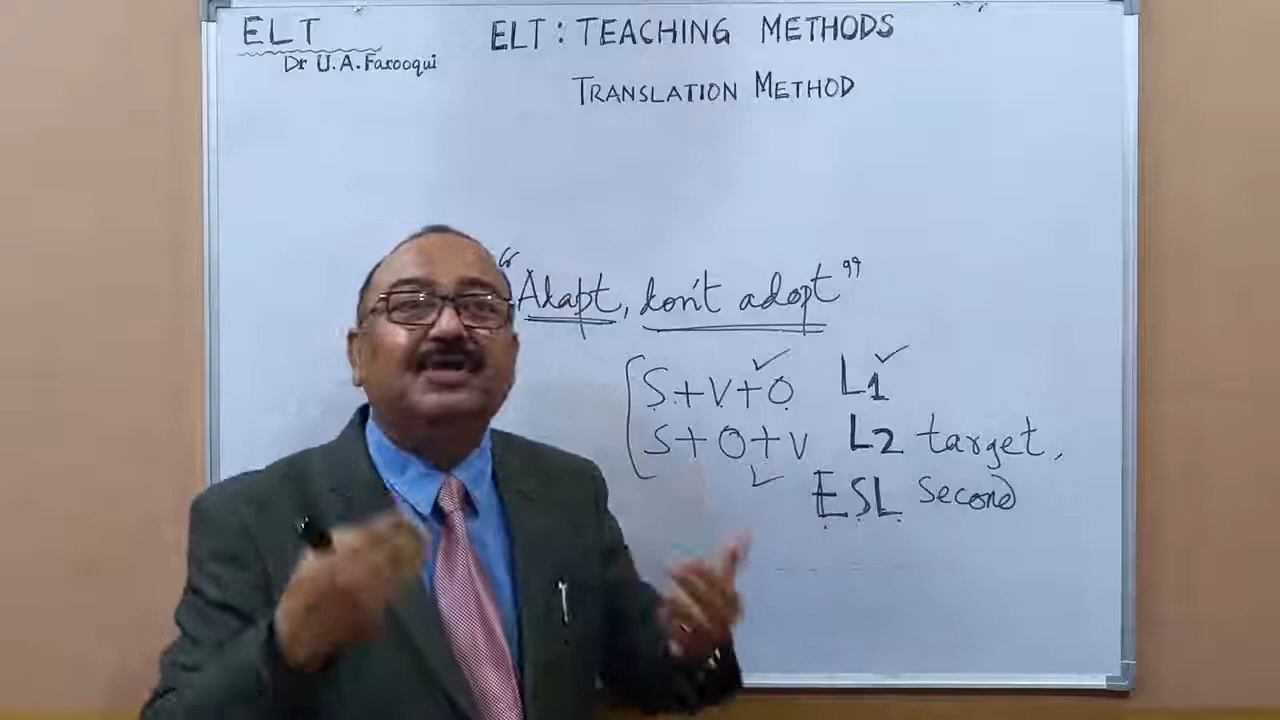 ELT
Dr U.A.Farooqui
ELT : TEACHING METHODS
TRANSLATION METHOD
"Adapt, don't adopt"
S+V+O L1
S+O+V L2 target,
ESL Second